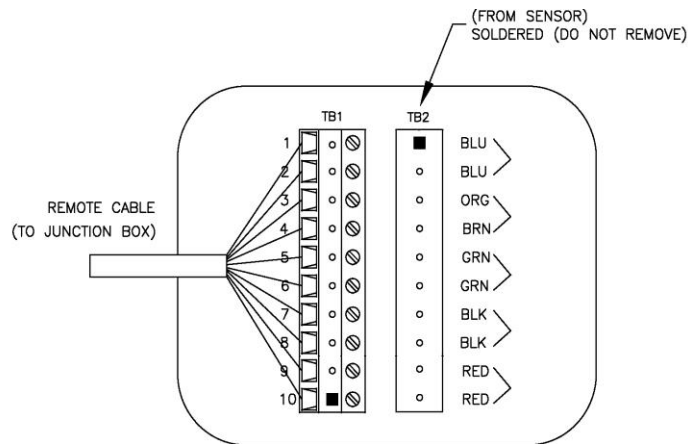 (FROM SENSOR)
SOLDERED (DO NOT REMOVE)
TB1
TB2
REMOTE CABLE
(TO JUNCTION BOX)
1
2
3
4
5
6
7
8
9
10
BLU
BLU
ORG
BRN
GRN
GRN
BLK
BLK
RED
RED